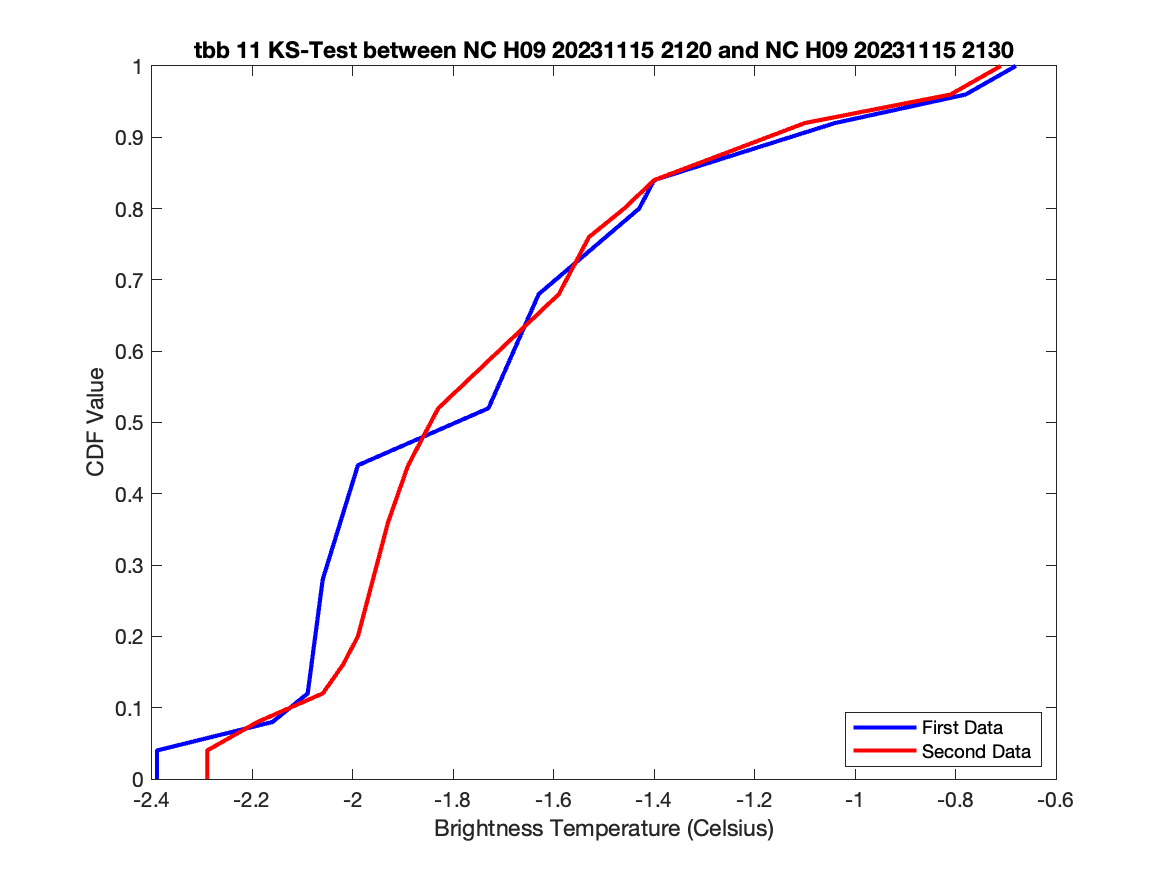 tbb 11 KS-Test between NC H09 20231115 2120 and NC H09 20231115 2130
1
0.9
0.8
0.7
0.6
0.5
0.4
0.3
0.2
0.1
0
CDF Value
First Data
Second Data
-2.4 -2.2 -2 -1.8 -1.6 -1.4 -1.2 -1 -0.8 -0.6
Brightness Temperature (Celsius)